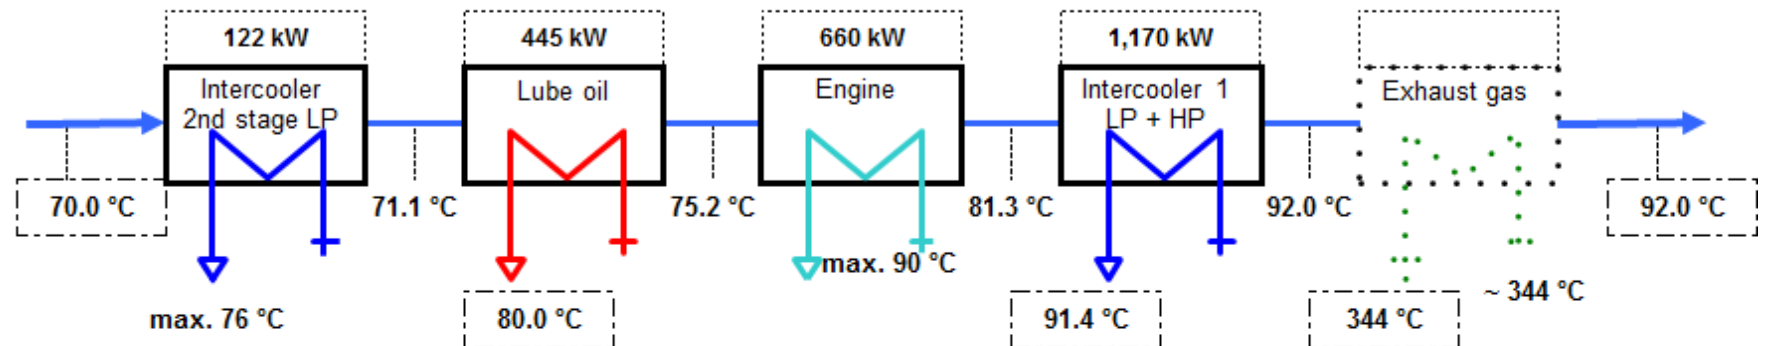 122 kW
445 kW
660 kW
1,170 kW
Intercooler
2nd stage LP
Lube oil
Engine
Intercooler 1
LP + HP
Exhaust gas
70.0 °C
71.1 °C
75.2 °C
81.3 °C
92.0 °C
92.0 °C
max. 76 °C
80.0 °C
max. 90 °C
91.4 °C
344 °C
~ 344 °C